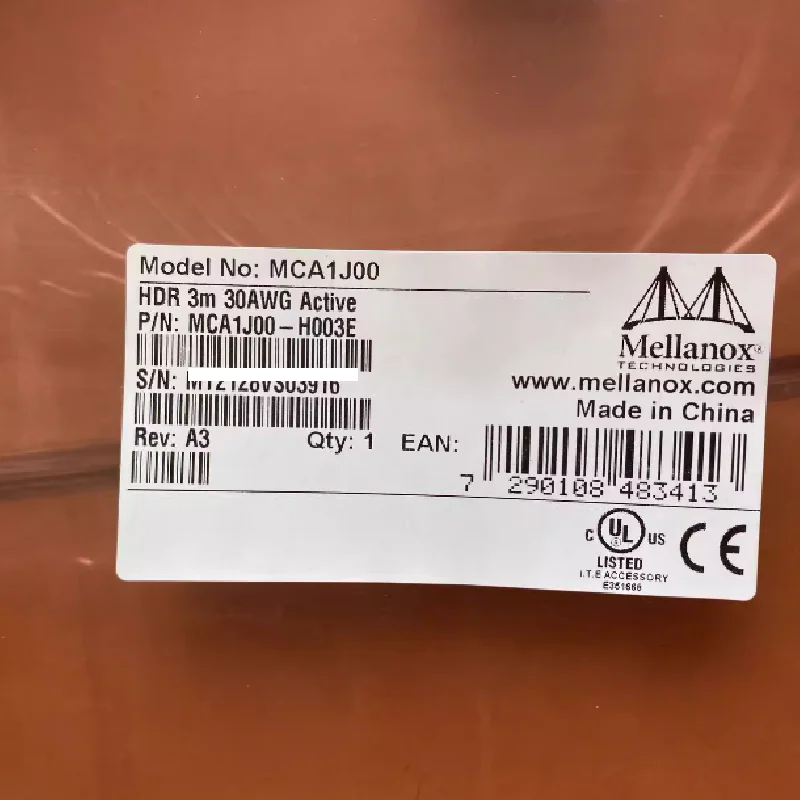 Model No: MCA1J00
HDR 3m 30AWG Active
P/N: MCA1J00-H003E
S/N:
Rev: A3 Qty: 1 EAN:
7 290108 483413
Mellanox®
TECHNOLOGIES
www.mellanox.com
Made in China
C UL US
LISTED
I.T.E ACCESSORY
E351665
CE